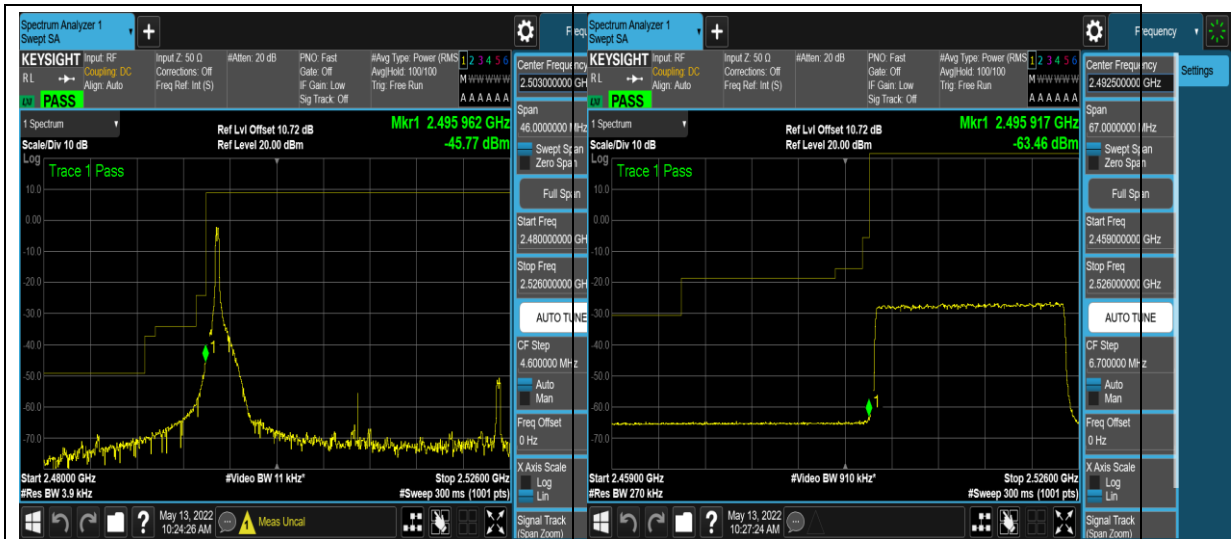 Spectrum Analyzer 1
Swept SA
+
KEYSIGHT
Input: RF
Input Z: 50 Ω
#Atten: 20 dB
PNO: Fast
#Avg Type: Power (RMS
1 2 3 4 5 6
RL
Coupling: DC
Corrections: Off
Gate: Off
Avg|Hold: 100/100
M W W W W W
Align: Auto
Freq Ref: Int (S)
IF Gain: Low
Trig: Free Run
Sig Track: Off
A A A A A A
PASS
1 Spectrum
Ref Lvl Offset 10.72 dB
Mkr1 2.495 962 GHz
Scale/Div 10 dB
Ref Level 20.00 dBm
-45.77 dBm
Log
Trace 1 Pass
10.0
0.00
-10.0
-20.0
-30.0
-40.0
-50.0
-60.0
-70.0
1
Start 2.48000 GHz
#Video BW 11 kHz*
Stop 2.52600 GHz
#Res BW 3.9 kHz
#Sweep 300 ms (1001 pts)
?
May 13, 2022
10:24:26 AM
Meas Uncal
Frequ
Center Frequency
2.503000000 GHz
Span
46.0000000 MHz
Swept Span
Zero Span
Full Span
Start Freq
2.480000000 GH
Stop Freq
2.526000000 GH
AUTO TUNE
CF Step
4.600000 MHz
Auto
Man
Freq Offset
0 Hz
X Axis Scale
Log
Lin
Signal Track
(Span Zoom)
Spectrum Analyzer 1
Swept SA
+
KEYSIGHT
Input: RF
Input Z: 50 Ω
#Atten: 20 dB
PNO: Fast
#Avg Type: Power (RMS
1 2 3 4 5 6
RL
Coupling: DC
Corrections: Off
Gate: Off
Avg|Hold: 100/100
M W W W W W
Align: Auto
Freq Ref: Int (S)
IF Gain: Low
Trig: Free Run
Sig Track: Off
A A A A A A
PASS
1 Spectrum
Ref Lvl Offset 10.72 dB
Mkr1 2.495 917 GHz
Scale/Div 10 dB
Ref Level 20.00 dBm
-63.46 dBm
Log
Trace 1 Pass
10.0
0.00
-10.0
-20.0
-30.0
-40.0
-50.0
-60.0
-70.0
1
Start 2.45900 GHz
#Video BW 910 kHz*
Stop 2.52600 GHz
#Res BW 270 kHz
#Sweep 300 ms (1001 pts)
?
May 13, 2022
10:27:24 AM
Frequency
Settings
Center Frequency
2.492500000 GHz
Span
67.0000000 MHz
Swept Span
Zero Span
Full Span
Start Freq
2.459000000 GHz
Stop Freq
2.526000000 GHz
AUTO TUNE
CF Step
6.700000 MHz
Auto
Man
Freq Offset
0 Hz
X Axis Scale
Log
Lin
Signal Track
(Span Zoom)